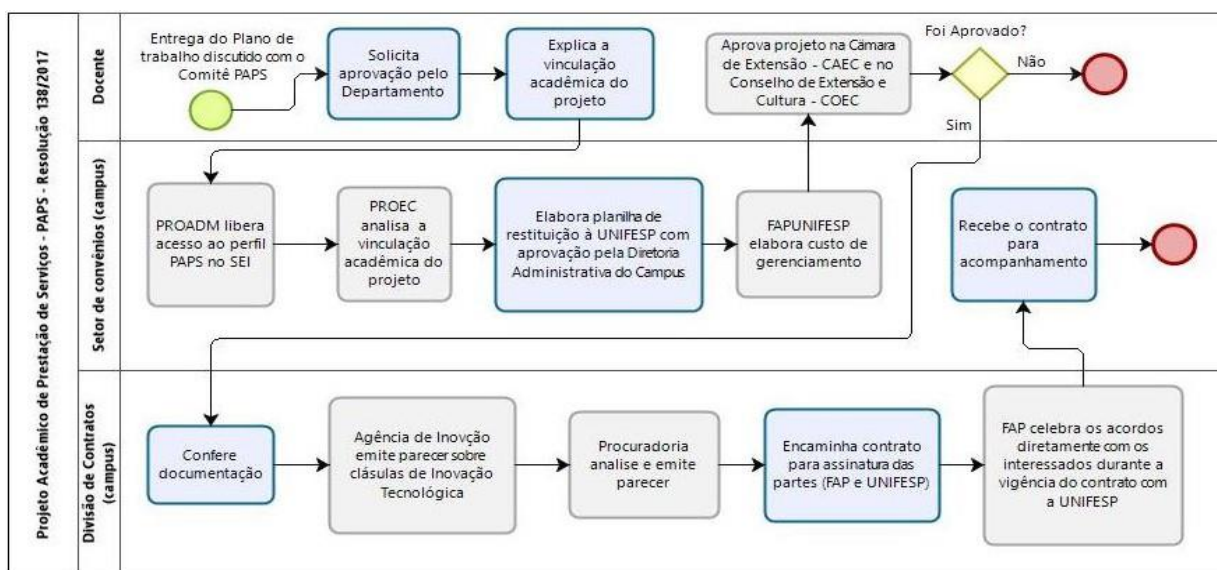 Projeto Acadêmico de Prestação de Serviços - PAPS - Resolução 138/2017
Docente
Entrega do Plano de
trabalho discutido com o
Comitê PAPS
Solicita
aprovação pelo
Departamento
Explica a
vinculação
acadêmica do
projeto
Aprova projeto na Câmara
de Extensão - CAEC e no
Conselho de Extensão e
Cultura - COEC
Foi Aprovado?
Não
Sim
Setor de convênios (campus)
PROADM libera
acesso ao perfil
PAPS no SEI
PROEC
analisa a
vinculação
acadêmica do
projeto
Elabora planilha de
restituição à UNIFESP com
aprovação pela Diretoria
Administrativa do Campus
FAPUNIFESP
elabora custo de
gerenciamento
Recebe o contrato
para
acompanhamento
Divisão de Contratos
(campus)
Confere
documentação
Agência de Inovção
emite parecer sobre
clásulas de Inovação
Tecnológica
Procuradoria
analise e emite
parecer
Encaminha contrato
para assinatura das
partes (FAP e UNIFESP)
FAP celebra os acordos
diretamente com os
interessados durante a
vigência do contrato com
a UNIFESP